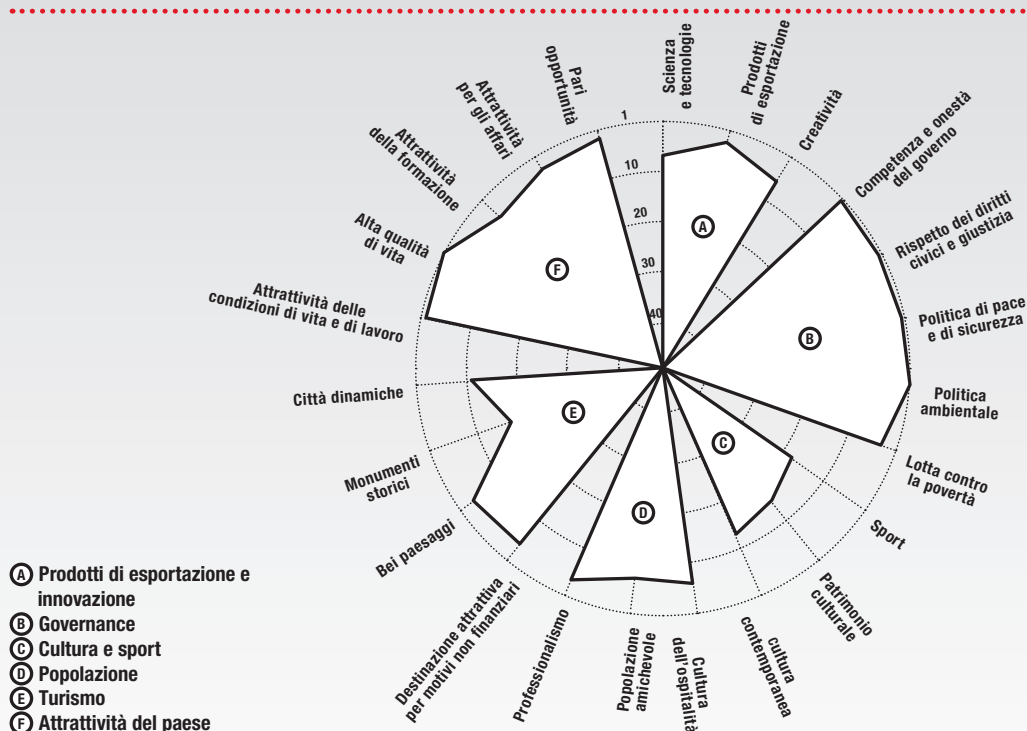 Scienza
e tecnologie
Prodotti
di esportazione
Creatività
Competenza e onestà
del governo
Rispetto dei diritti
civici e giustizia
Politica di pace
e di sicurezza
Politica
ambientale
Lotta contro
la povertà
Sport
Patrimonio
culturale
cultura
contemporanea
Cultura
dell'ospitalità
Popolazione
amichevole
Professionalismo
Destinazione attrattiva
per motivi non finanziari
Bei paesaggi
Monumenti
storici
Città dinamiche
Attrattività delle
condizioni di vita e di lavoro
Alta qualità
di vita
Attrattività
della formazione
Attrattività
per gli affari
Pari
opportunità
1
10
20
30
40
A
B
C
D
E
F
A Prodotti di esportazione e
innovazione
B Governance
C Cultura e sport
D Popolazione
E Turismo
F Attrattività del paese